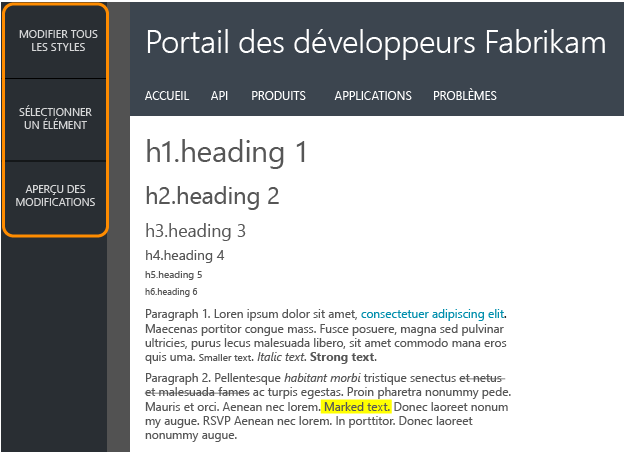 MODIFIER TOUS
LES STYLES
SÉLECTIONNER
UN ÉLÉMENT
APERÇU DES
MODIFICATIONS
Portail des développeurs Fabrikam
ACCUEIL API PRODUITS APPLICATIONS PROBLÈMES
h1.heading 1
h2.heading 2
h3.heading 3
h4.heading 4
h5.heading 5
h6.heading 6
Paragraph 1. Lorem ipsum dolor sit amet, consectetuer adipiscing elit.
Maecenas portitor congue mass. Fusce posuere, magna sed pulvinar
ultricies, purus lecus malesuada libero, sit amet commodo mana eros
quis uma. Smaller text. Italic text. Strong text.
Paragraph 2. Pellentesque habitant morbi tristique senectus et netus
et malesuada fames ac turpis egestas. Proin pharetra nonummy pede.
Mauris et orci. Aenean nec lorem. Marked text. Donec laoreet nonum
my augue. RSVP Aenean nec lorem. In porttitor. Donec laoreet
nonummy augue.